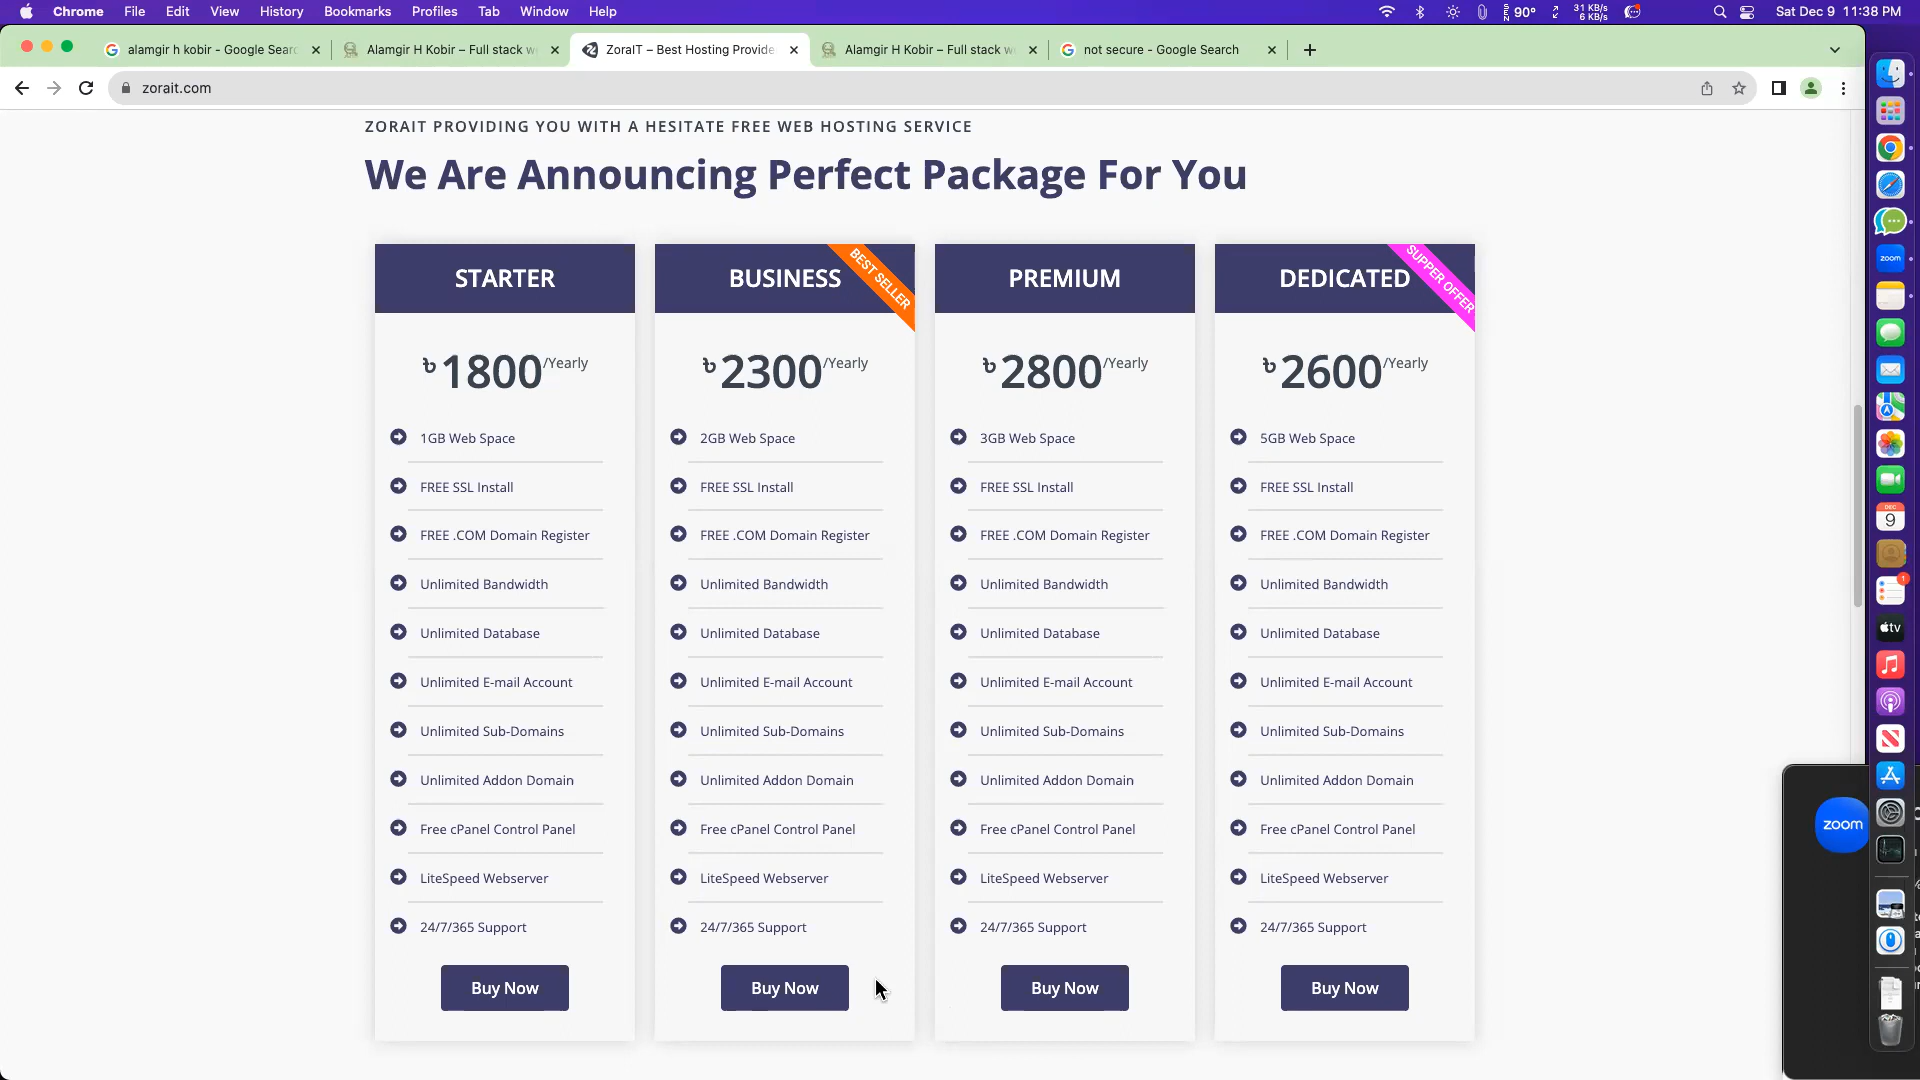 Chrome File Edit View History Bookmarks Profiles Tab Window Help
90° 31 KB/s 6 KB/s Sat Dec 9 11:38 PM
alamgir h kobir - Google Sear
Alamgir H Kobir – Full stack w
ZoraIT – Best Hosting Provide
Alamgir H Kobir – Full stack w
not secure - Google Search
zorait.com
ZORAIT PROVIDING YOU WITH A HESITATE FREE WEB HOSTING SERVICE
We Are Announcing Perfect Package For You
STARTER
৳1800/Yearly
1GB Web Space
FREE SSL Install
FREE .COM Domain Register
Unlimited Bandwidth
Unlimited Database
Unlimited E-mail Account
Unlimited Sub-Domains
Unlimited Addon Domain
Free cPanel Control Panel
LiteSpeed Webserver
24/7/365 Support
Buy Now
BUSINESS
BEST SELLER
৳2300/Yearly
2GB Web Space
FREE SSL Install
FREE .COM Domain Register
Unlimited Bandwidth
Unlimited Database
Unlimited E-mail Account
Unlimited Sub-Domains
Unlimited Addon Domain
Free cPanel Control Panel
LiteSpeed Webserver
24/7/365 Support
Buy Now
PREMIUM
৳2800/Yearly
3GB Web Space
FREE SSL Install
FREE .COM Domain Register
Unlimited Bandwidth
Unlimited Database
Unlimited E-mail Account
Unlimited Sub-Domains
Unlimited Addon Domain
Free cPanel Control Panel
LiteSpeed Webserver
24/7/365 Support
Buy Now
DEDICATED
SUPPER OFFER
৳2600/Yearly
5GB Web Space
FREE SSL Install
FREE .COM Domain Register
Unlimited Bandwidth
Unlimited Database
Unlimited E-mail Account
Unlimited Sub-Domains
Unlimited Addon Domain
Free cPanel Control Panel
LiteSpeed Webserver
24/7/365 Support
Buy Now
zoom
DEC
9
1
tv
zoom